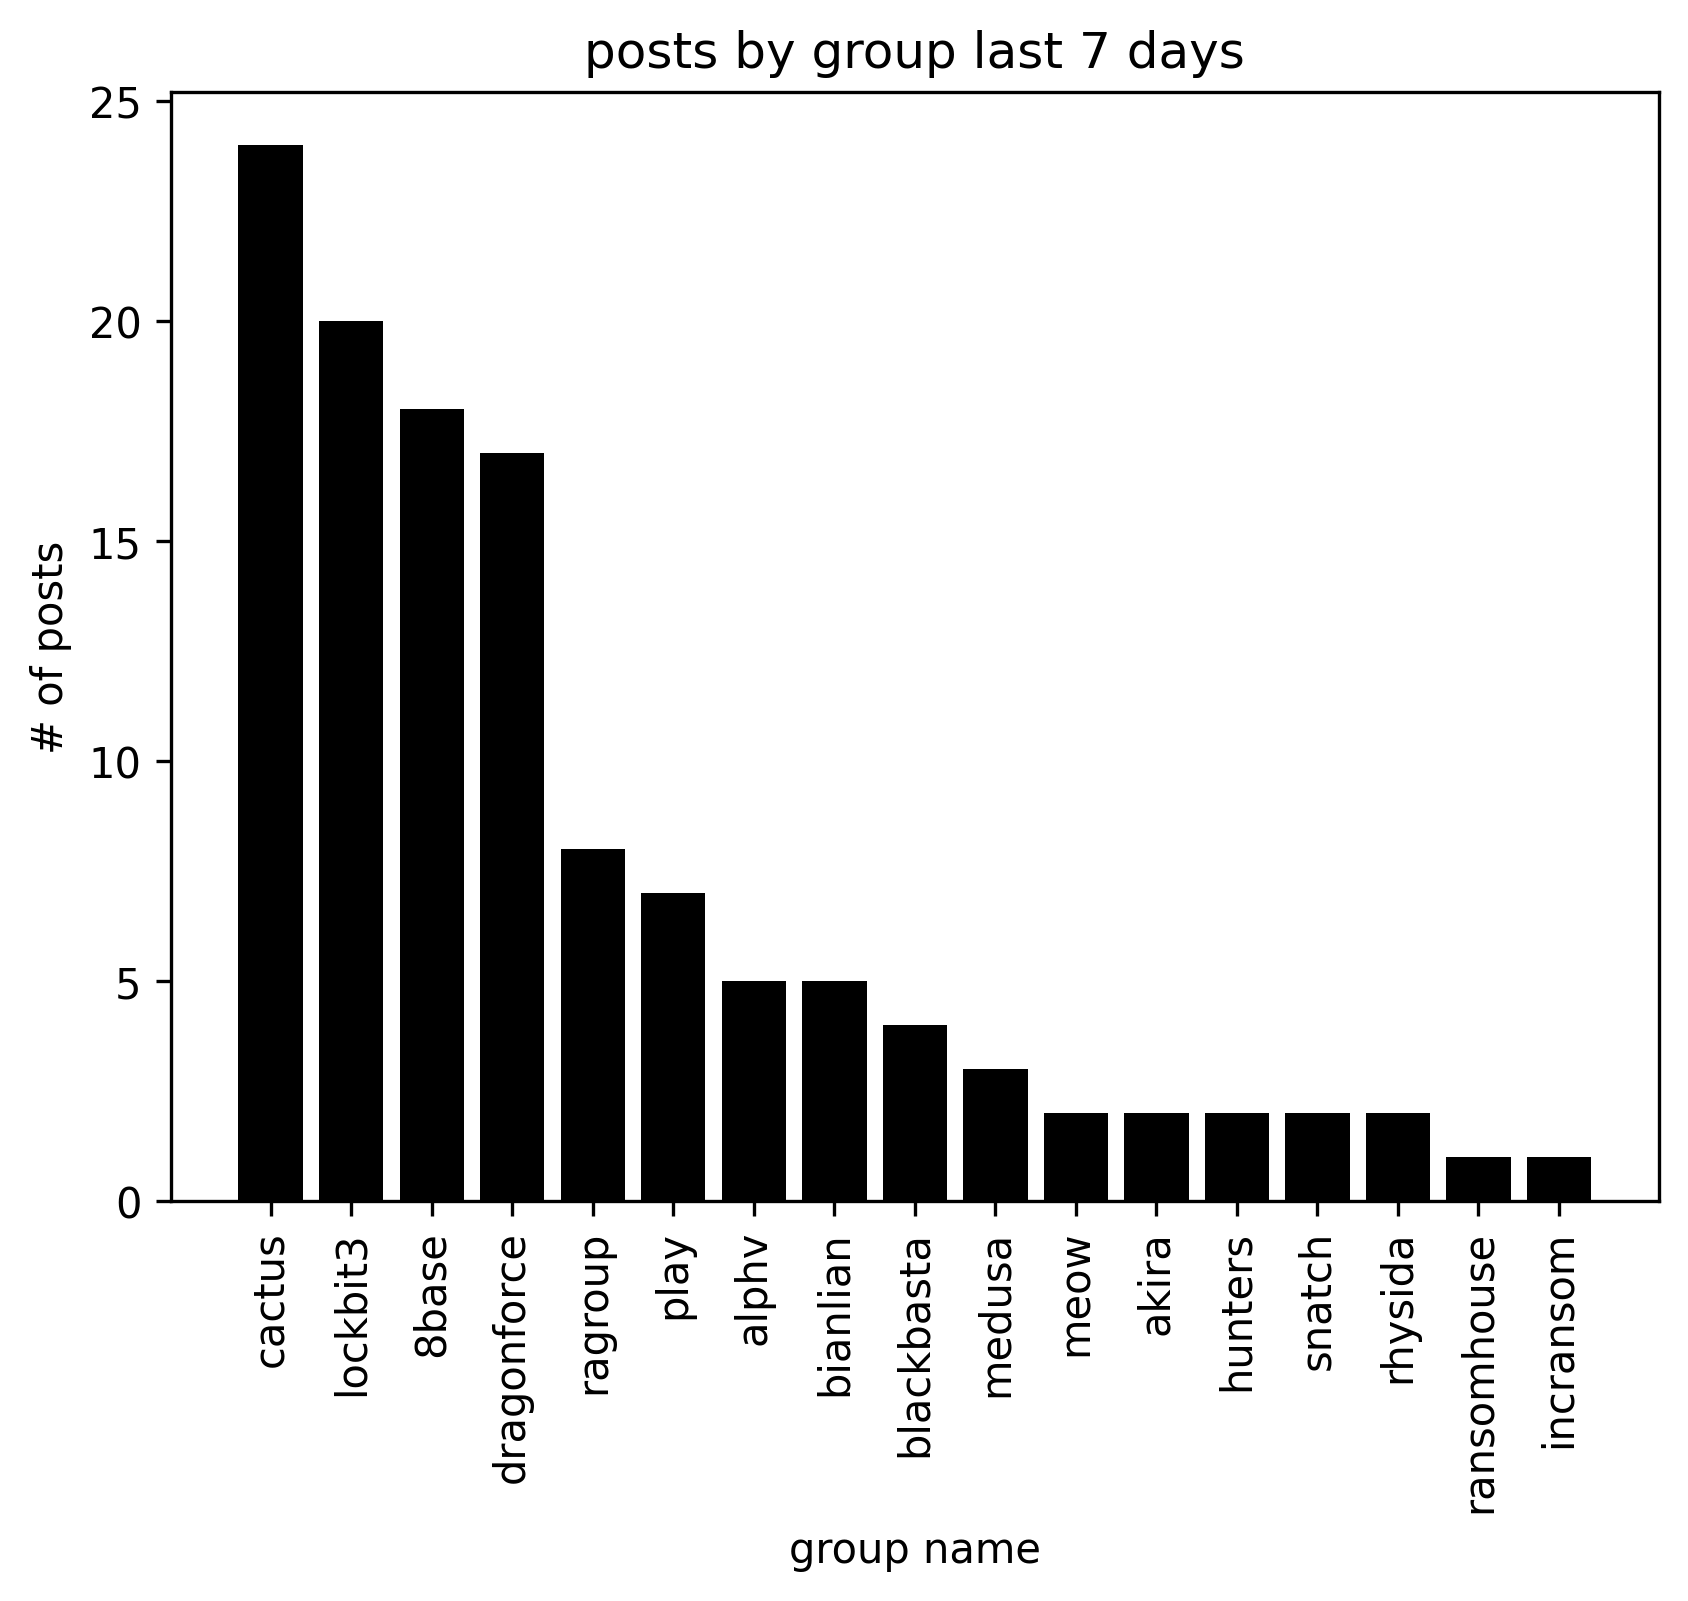 posts by group last 7 days
25
20
15
10
5
0
# of posts
cactus
lockbit3
8base
dragonforce
ragroup
play
alphv
bianlian
blackbasta
medusa
meow
akira
hunters
snatch
rhysida
ransomhouse
incransom
group name